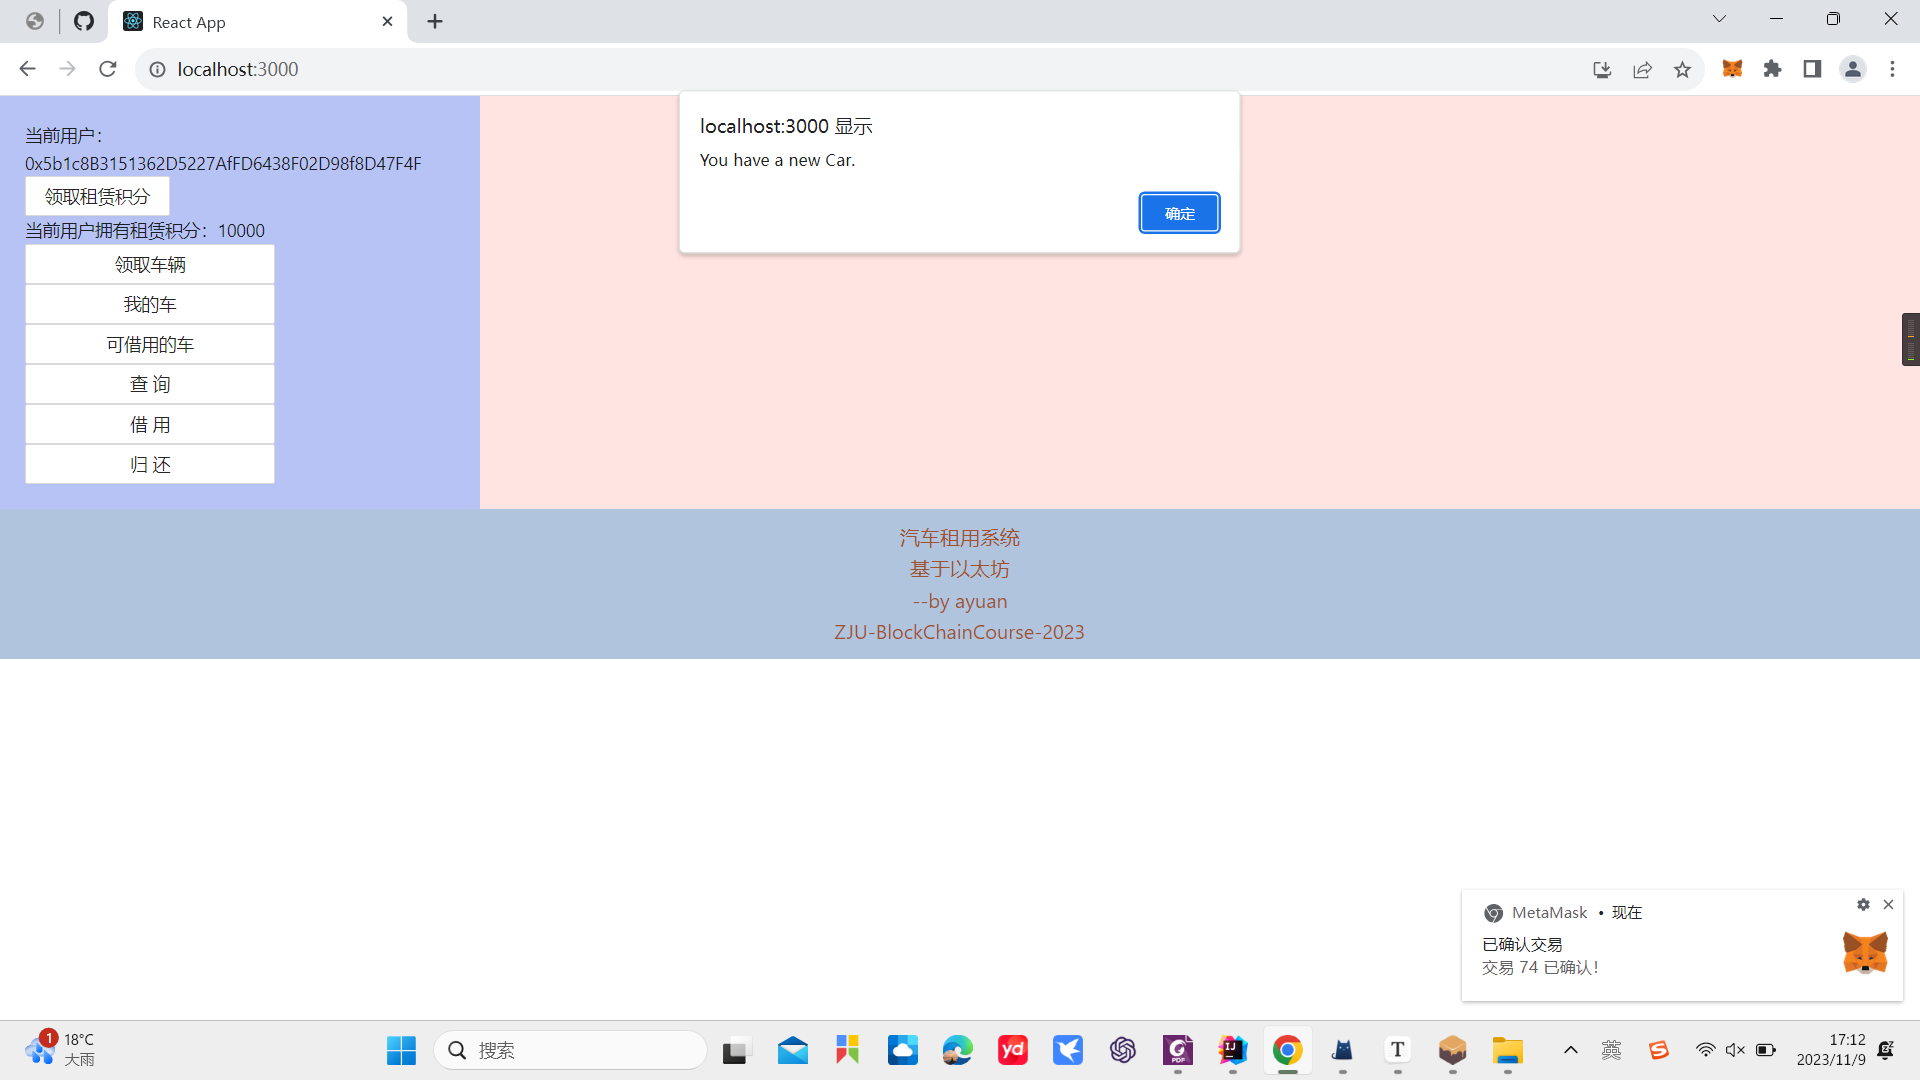 React App
localhost:3000
当前用户：
0x5b1c8B3151362D5227AfFD6438F02D98f8D47F4F
领取租赁积分
当前用户拥有租赁积分：10000
领取车辆
我的车
可借用的车
查 询
借 用
归 还
localhost:3000 显示
You have a new Car.
确定
汽车租用系统
基于以太坊
--by ayuan
ZJU-BlockChainCourse-2023
MetaMask • 现在
已确认交易
交易 74 已确认！
1
18°C
大雨
搜索
yd
G
PDF
IJ
T
英
S
17:12
2023/11/9